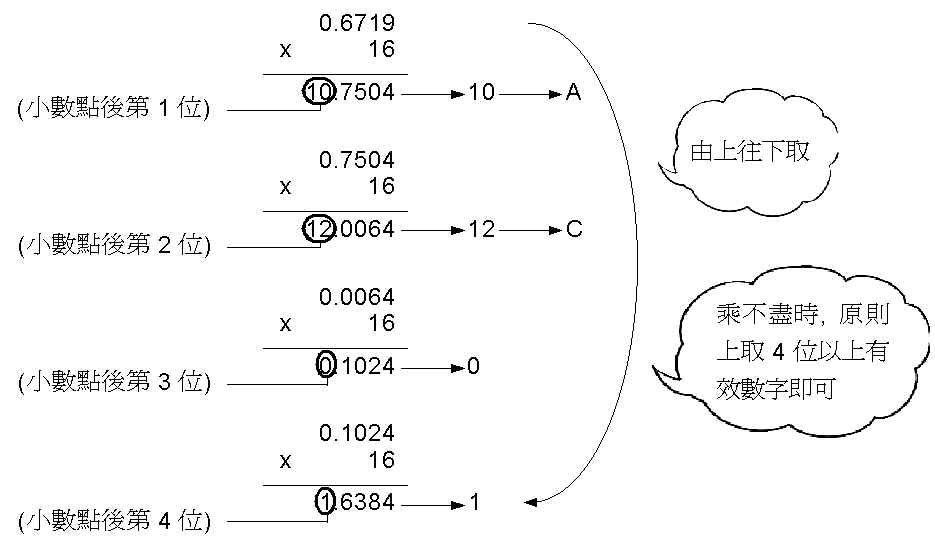 0.6719
x 16
(小數點後第 1 位) 10.7504 10 A
0.7504
x 16
(小數點後第 2 位) 12.0064 12 C
0.0064
x 16
(小數點後第 3 位) 0.1024 0
0.1024
x 16
(小數點後第 4 位) 1.6384 1
由上往下取
乘不盡時, 原則
上取 4 位以上有
效數字即可